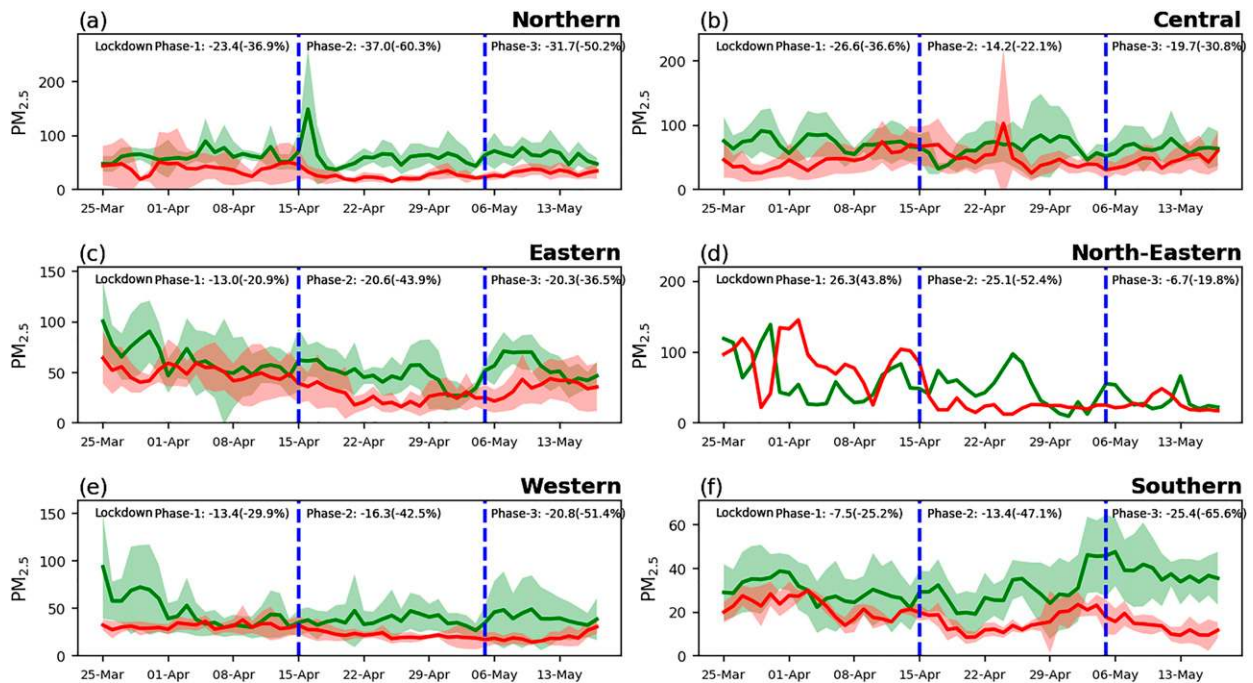 (a) Northern
Lockdown Phase-1: -23.4(-36.9%) Phase-2: -37.0(-60.3%) Phase-3: -31.7(-50.2%)
PM2.5
200
100
0
25-Mar 01-Apr 08-Apr 15-Apr 22-Apr 29-Apr 06-May 13-May
(b) Central
Lockdown Phase-1: -26.6(-36.6%) Phase-2: -14.2(-22.1%) Phase-3: -19.7(-30.8%)
PM2.5
200
100
0
25-Mar 01-Apr 08-Apr 15-Apr 22-Apr 29-Apr 06-May 13-May
(c) Eastern
Lockdown Phase-1: -13.0(-20.9%) Phase-2: -20.6(-43.9%) Phase-3: -20.3(-36.5%)
PM2.5
150
100
50
0
25-Mar 01-Apr 08-Apr 15-Apr 22-Apr 29-Apr 06-May 13-May
(d) North-Eastern
Lockdown Phase-1: 26.3(43.8%) Phase-2: -25.1(-52.4%) Phase-3: -6.7(-19.8%)
PM2.5
200
100
0
25-Mar 01-Apr 08-Apr 15-Apr 22-Apr 29-Apr 06-May 13-May
(e) Western
Lockdown Phase-1: -13.4(-29.9%) Phase-2: -16.3(-42.5%) Phase-3: -20.8(-51.4%)
PM2.5
150
100
50
0
25-Mar 01-Apr 08-Apr 15-Apr 22-Apr 29-Apr 06-May 13-May
(f) Southern
Lockdown Phase-1: -7.5(-25.2%) Phase-2: -13.4(-47.1%) Phase-3: -25.4(-65.6%)
PM2.5
60
40
20
0
25-Mar 01-Apr 08-Apr 15-Apr 22-Apr 29-Apr 06-May 13-May